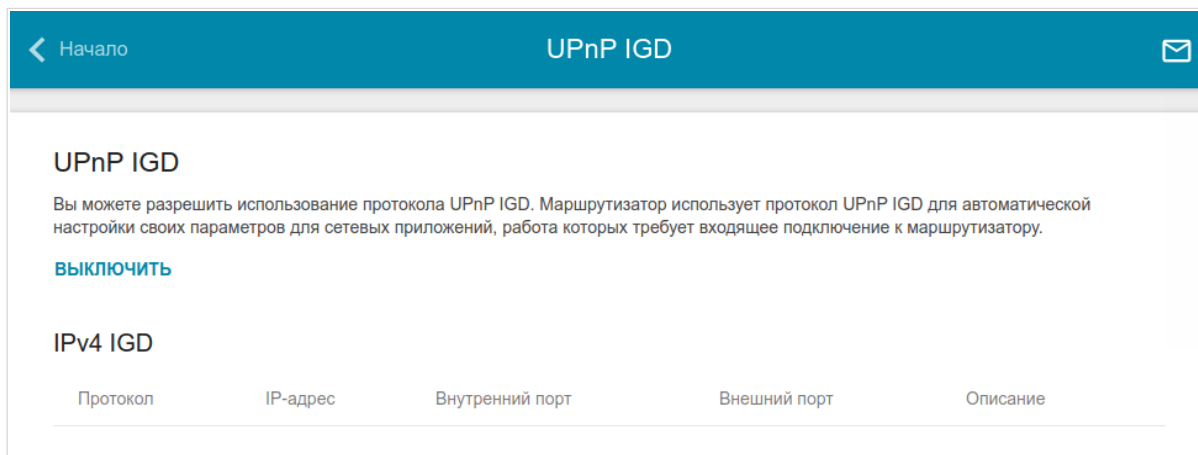 Начало
UPnP IGD
UPnP IGD
Вы можете разрешить использование протокола UPnP IGD. Маршрутизатор использует протокол UPnP IGD для автоматической
настройки своих параметров для сетевых приложений, работа которых требует входящее подключение к маршрутизатору.
ВЫКЛЮЧИТЬ
IPv4 IGD
Протокол IP-адрес Внутренний порт Внешний порт Описание